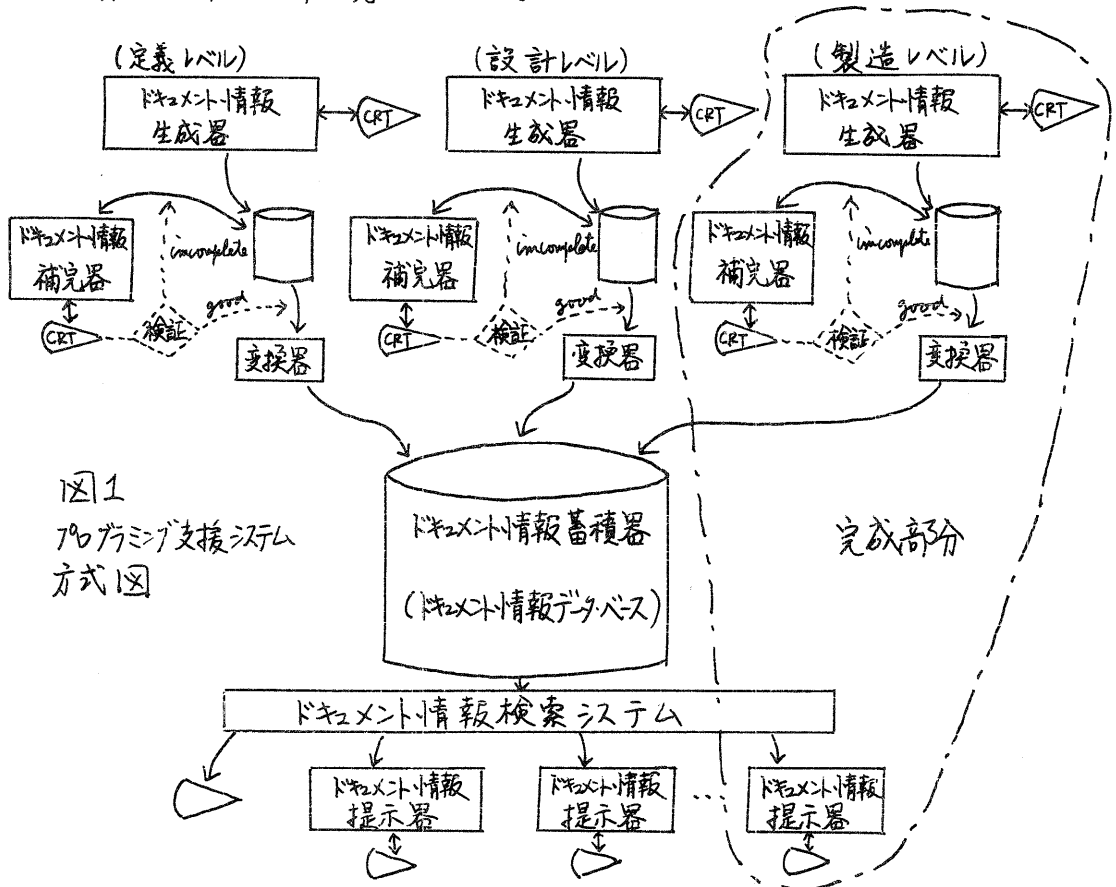 (定義レベル)
(設計レベル)
(製造レベル)
ドキュメント情報
生成器
CRT
ドキュメント情報
生成器
CRT
ドキュメント情報
生成器
CRT
ドキュメント情報
補完器
incomplete
good
CRT
検証
変換器
ドキュメント情報
補完器
incomplete
good
CRT
検証
変換器
ドキュメント情報
補完器
incomplete
good
CRT
検証
変換器
図1
プログラミング支援システム
方式図
ドキュメント情報蓄積器
(ドキュメント情報データ・ベース)
完成部分
ドキュメント情報検索システム
ドキュメント情報
提示器
ドキュメント情報
提示器
ドキュメント情報
提示器